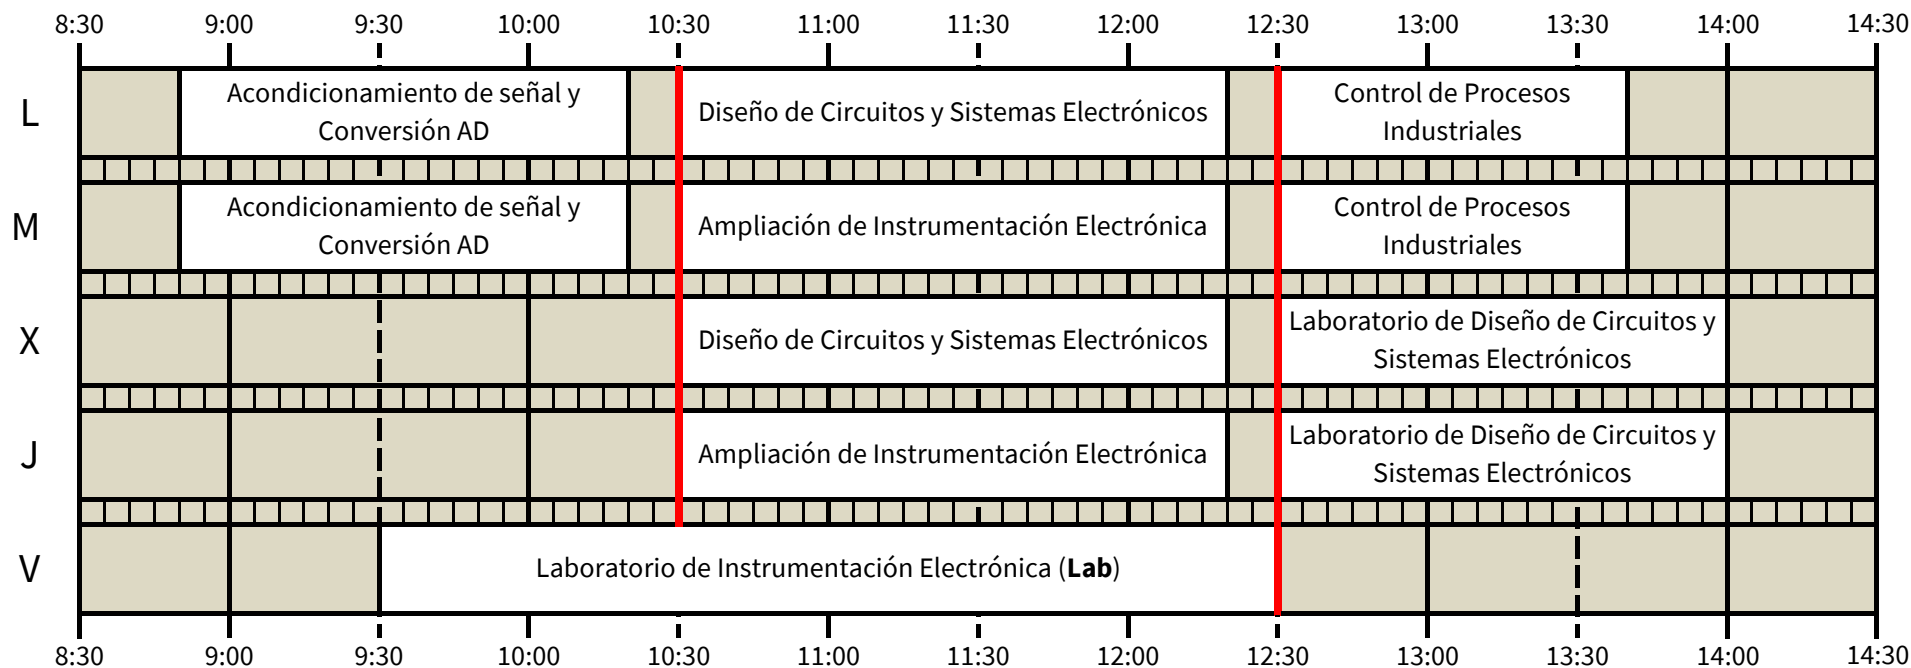 8:30 9:00 9:30 10:00 10:30 11:00 11:30 12:00 12:30 13:00 13:30 14:00 14:30
L
Acondicionamiento de señal y
Conversión AD
Diseño de Circuitos y Sistemas Electrónicos
Control de Procesos
Industriales
M
Acondicionamiento de señal y
Conversión AD
Ampliación de Instrumentación Electrónica
Control de Procesos
Industriales
X
Diseño de Circuitos y Sistemas Electrónicos
Laboratorio de Diseño de Circuitos y
Sistemas Electrónicos
J
Ampliación de Instrumentación Electrónica
Laboratorio de Diseño de Circuitos y
Sistemas Electrónicos
V
Laboratorio de Instrumentación Electrónica (Lab)
8:30 9:00 9:30 10:00 10:30 11:00 11:30 12:00 12:30 13:00 13:30 14:00 14:30